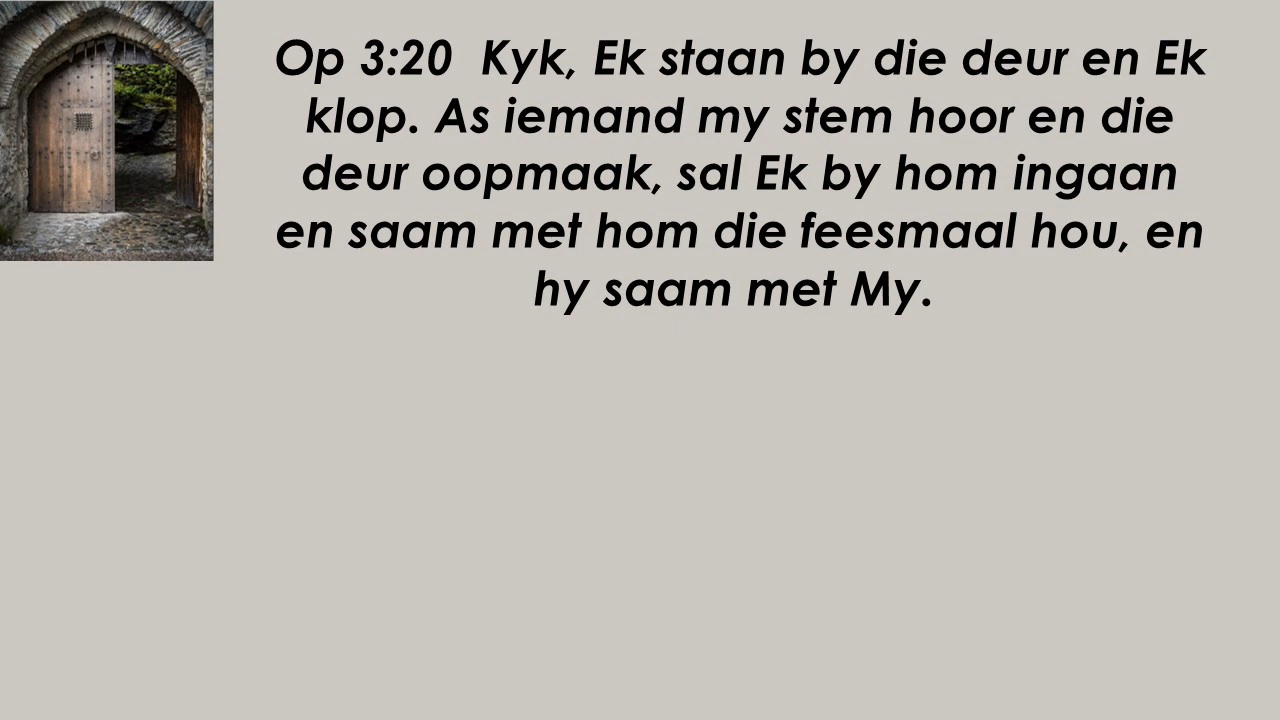 Op 3:20  Kyk, Ek staan by die deur en Ek
klop. As iemand my stem hoor en die
deur oopmaak, sal Ek by hom ingaan
en saam met hom die feesmaal hou, en
hy saam met My.